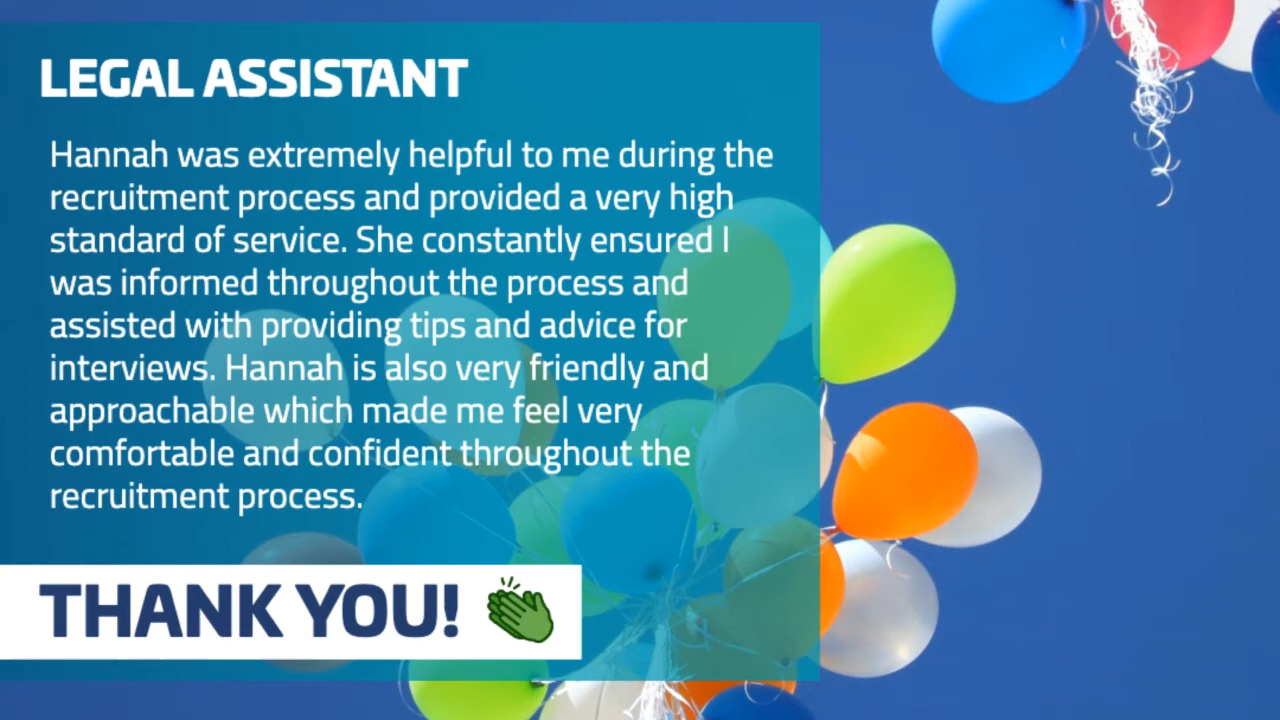 LEGAL ASSISTANT
Hannah was extremely helpful to me during the
recruitment process and provided a very high
standard of service. She constantly ensured I
was informed throughout the process and
assisted with providing tips and advice for
interviews. Hannah is also very friendly and
approachable which made me feel very
comfortable and confident throughout the
recruitment process.
THANK YOU!